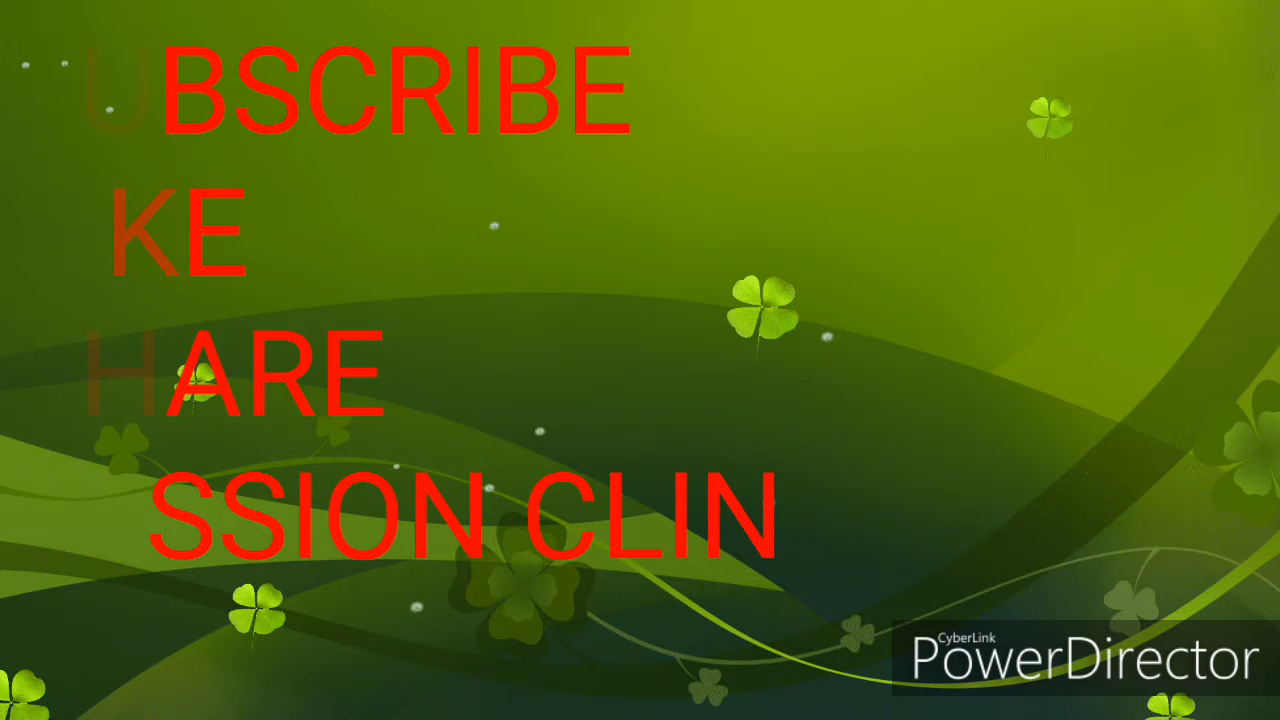 UBSCRIBE
KE
HARE
SSION CLIN
CyberLink
PowerDirector